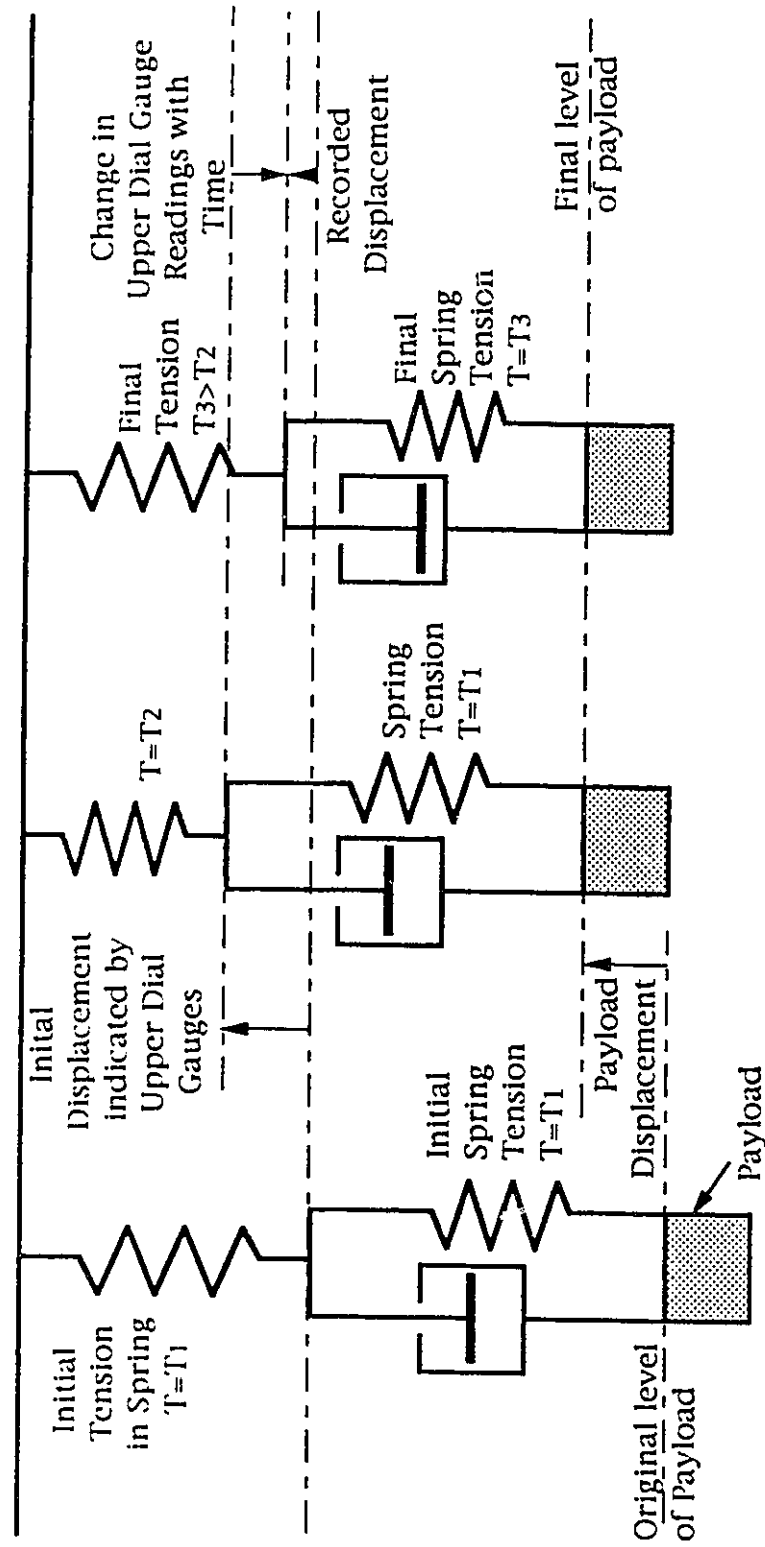 Initial
Tension
in Spring
T=T1
Original level
of Payload
Initial
Spring
Tension
T=T1
Payload
Inital
Displacement
indicated by
Upper Dial
Gauges
Payload
Displacement
T=T2
Spring
Tension
T=T1
Final
Tension
T3>T2
Change in
Upper Dial Gauge
Readings with
Time
Recorded
Displacement
Final
Spring
Tension
T=T3
Final level
of payload